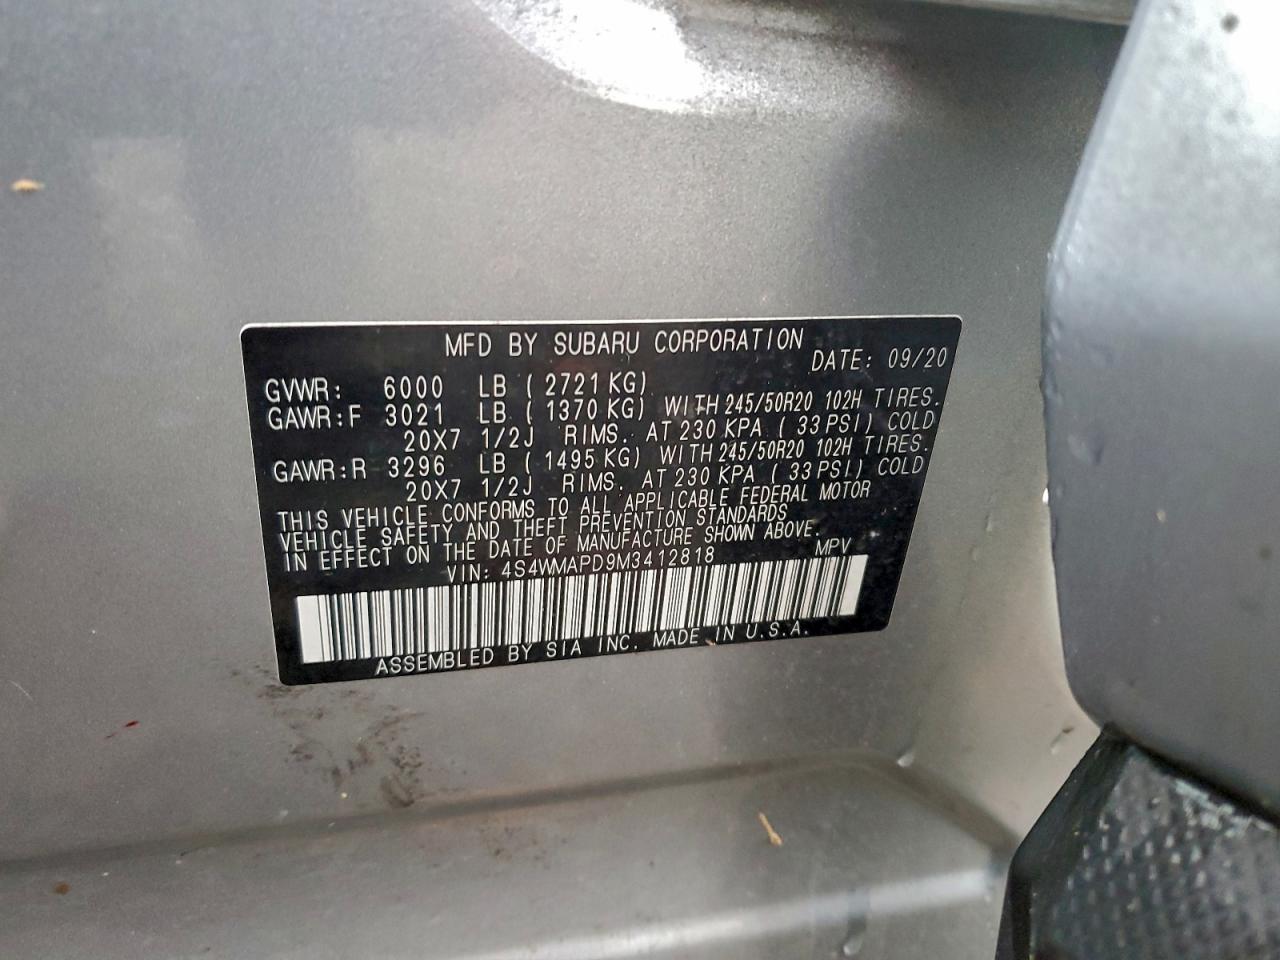 MFD BY SUBARU CORPORATION
DATE: 09/20
GVWR: 6000 LB ( 2721 KG)
GAWR:F 3021 LB ( 1370 KG) WITH 245/50R20 102H TIRES.
20X7 1/2J RIMS. AT 230 KPA ( 33 PSI) COLD
GAWR:R 3296 LB ( 1495 KG) WITH 245/50R20 102H TIRES.
20X7 1/2J RIMS. AT 230 KPA ( 33 PSI) COLD
THIS VEHICLE CONFORMS TO ALL APPLICABLE FEDERAL MOTOR
VEHICLE SAFETY AND THEFT PREVENTION STANDARDS
IN EFFECT ON THE DATE OF MANUFACTURE SHOWN ABOVE.
VIN: 4S4WMAPD9M3412818 MPV
ASSEMBLED BY SIA INC. MADE IN U.S.A.